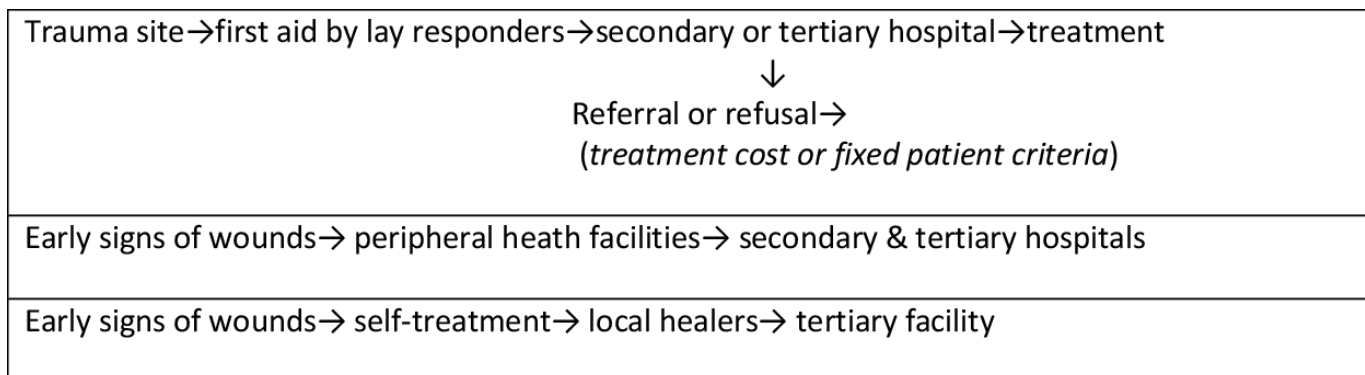 Trauma site→first aid by lay responders→secondary or tertiary hospital→treatment
↓
Referral or refusal→
(treatment cost or fixed patient criteria)
Early signs of wounds→ peripheral heath facilities→ secondary & tertiary hospitals
Early signs of wounds→ self-treatment→ local healers→ tertiary facility